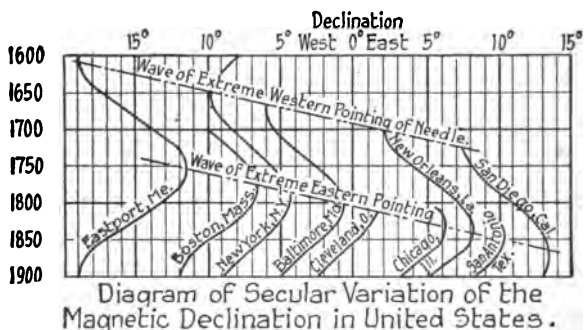 Declination
15° 10° 5° West 0° East 5° 10° 15°
1600
1650
1700
1750
1800
1850
1900
Wave of Extreme Western Pointing of Needle.
Wave of Extreme Eastern Pointing
Eastport, Me.
Boston, Mass
New York, N.Y.
Baltimore, Md
Cleveland, O.
Chicago,
Ill.
New Orleans, La.
San Antonio
Tex.
San Diego, Cal
Diagram of Secular Variation of the
Magnetic Declination in United States.